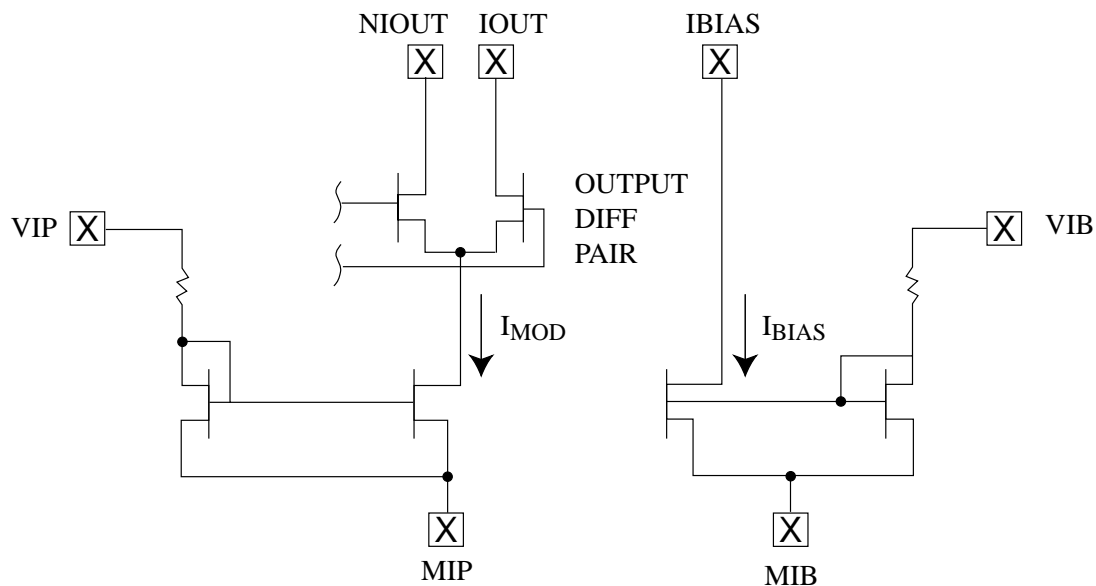 NIOUT IOUT IBIAS
X X X
OUTPUT
DIFF
PAIR
VIP X
X VIB
IMOD
IBIAS
X
X
MIP
MIB